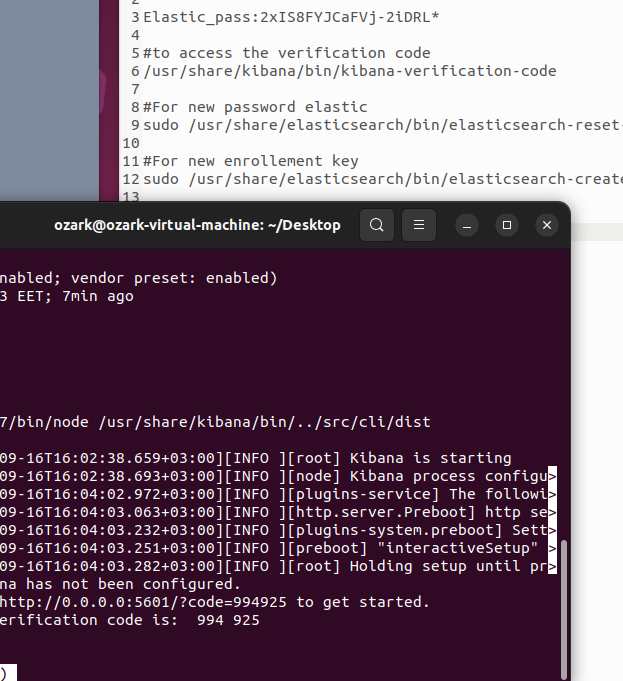 3 Elastic_pass:2xIS8FYJCaFVj-2iDRL*
4
5 #to access the verification code
6 /usr/share/kibana/bin/kibana-verification-code
7
8 #For new password elastic
9 sudo /usr/share/elasticsearch/bin/elasticsearch-reset-
10
11 #For new enrollement key
12 sudo /usr/share/elasticsearch/bin/elasticsearch-create
13
ozark@ozark-virtual-machine: ~/Desktop
nabled; vendor preset: enabled)
3 EET; 7min ago
7/bin/node /usr/share/kibana/bin/../src/cli/dist
09-16T16:02:38.659+03:00][INFO ][root] Kibana is starting
09-16T16:02:38.693+03:00][INFO ][node] Kibana process configu>
09-16T16:04:02.972+03:00][INFO ][plugins-service] The followi>
09-16T16:04:03.063+03:00][INFO ][http.server.Preboot] http se>
09-16T16:04:03.232+03:00][INFO ][plugins-system.preboot] Sett>
09-16T16:04:03.251+03:00][INFO ][preboot] "interactiveSetup" >
09-16T16:04:03.282+03:00][INFO ][root] Holding setup until pr>
na has not been configured.
http://0.0.0.0:5601/?code=994925 to get started.
erification code is:  994 925
)